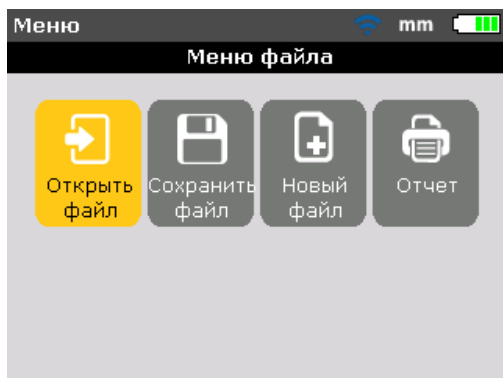 Меню mm
Меню файла
Открыть файл
Сохранить файл
Новый файл
Отчет